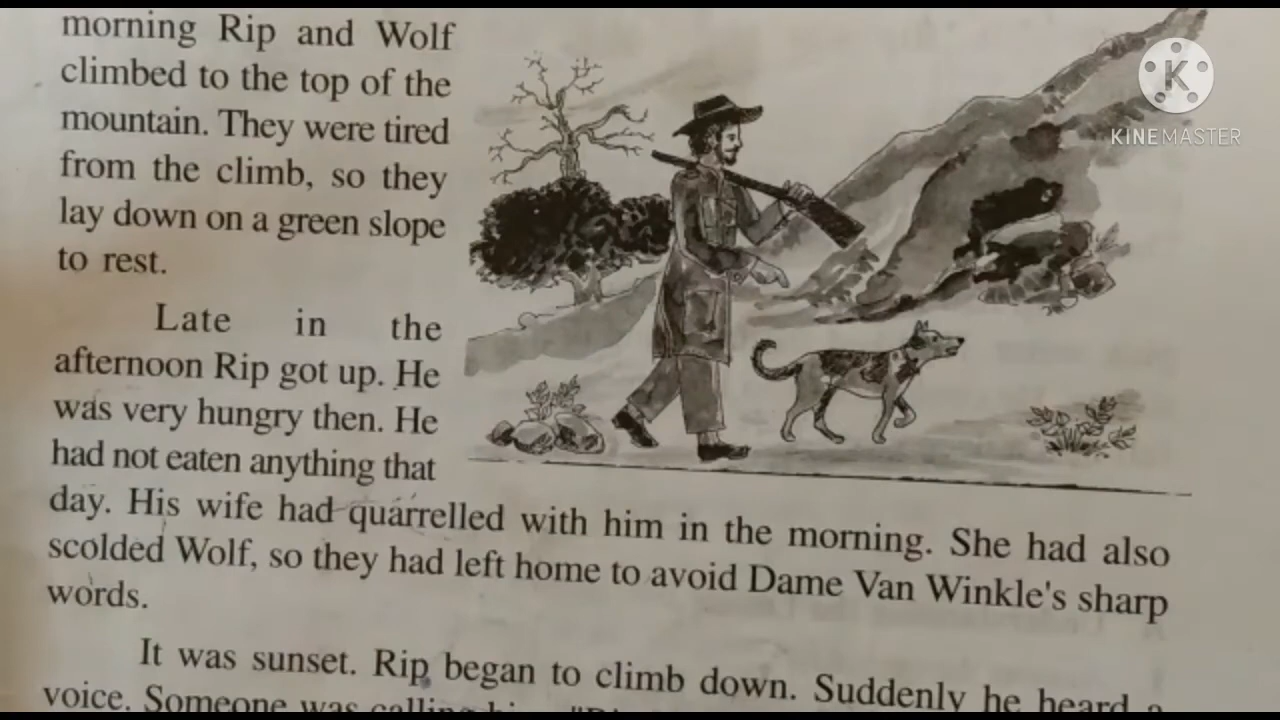 morning Rip and Wolf
climbed to the top of the
mountain. They were tired
from the climb, so they
lay down on a green slope
to rest.
Late in the
afternoon Rip got up. He
was very hungry then. He
had not eaten anything that
day. His wife had quarrelled with him in the morning. She had also
scolded Wolf, so they had left home to avoid Dame Van Winkle's sharp
words.
It was sunset. Rip began to climb down. Suddenly he heard a
voice. Someone was calling
K
KINEMASTER